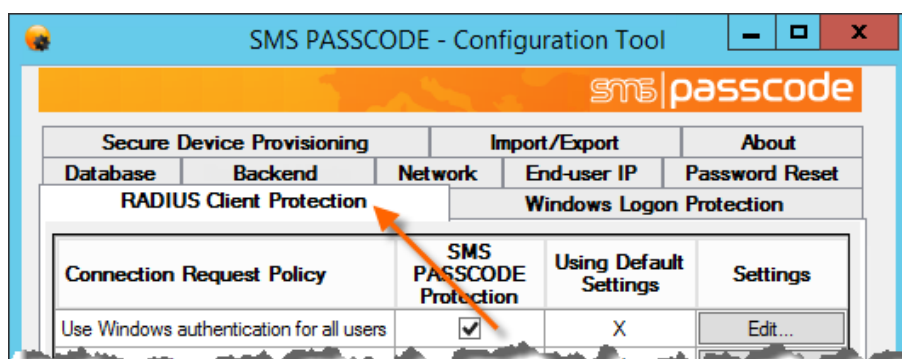 SMS PASSCODE - Configuration Tool
sms|passcode
Secure Device Provisioning Import/Export About
Database Backend Network End-user IP Password Reset
RADIUS Client Protection Windows Logon Protection
Connection Request Policy SMS PASSCODE Protection Using Default Settings Settings
Use Windows authentication for all users X Edit...